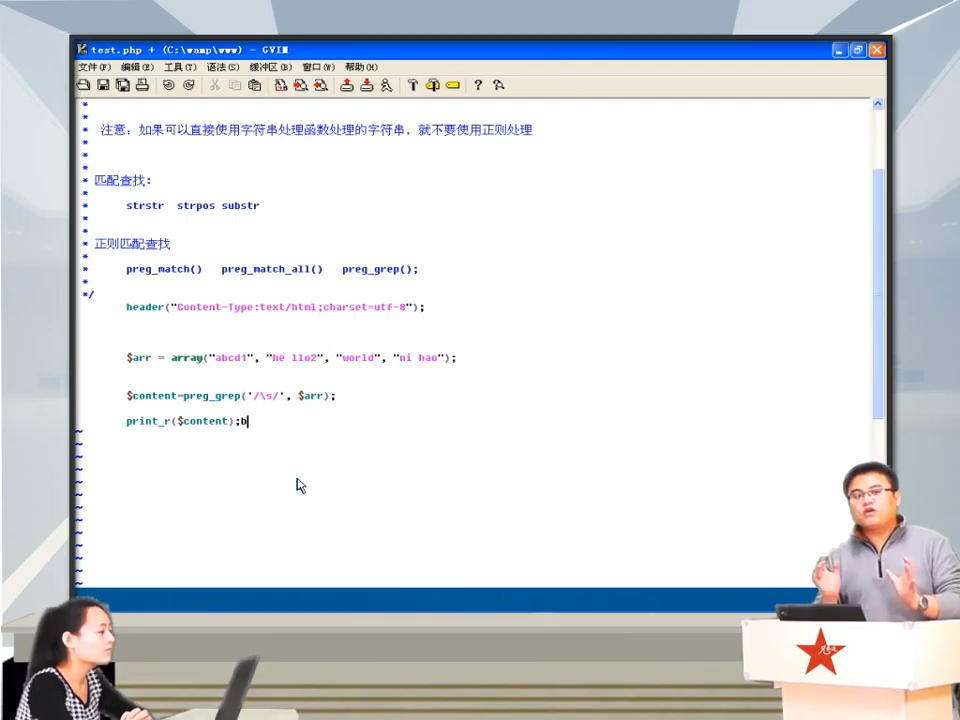 test.php + (C:\wamp\www) - GVIM
文件(F) 编辑(E) 工具(T) 语法(S) 缓冲区(B) 窗口(W) 帮助(H)
*
*
* 注意：如果可以直接使用字符串处理函数处理的字符串，就不要使用正则处理
*
*
*
* 匹配查找：
*
* strstr strpos substr
*
*
* 正则匹配查找
*
* preg_match() preg_match_all() preg_grep();
*
*/
header("Content-Type:text/html;charset=utf-8");
$arr = array("abcd1", "he llo2", "world", "ni hao");
$content=preg_grep('/\s/', $arr);
print_r($content);b
~
~
~
~
~
~
~
~
~
~
~
~
~